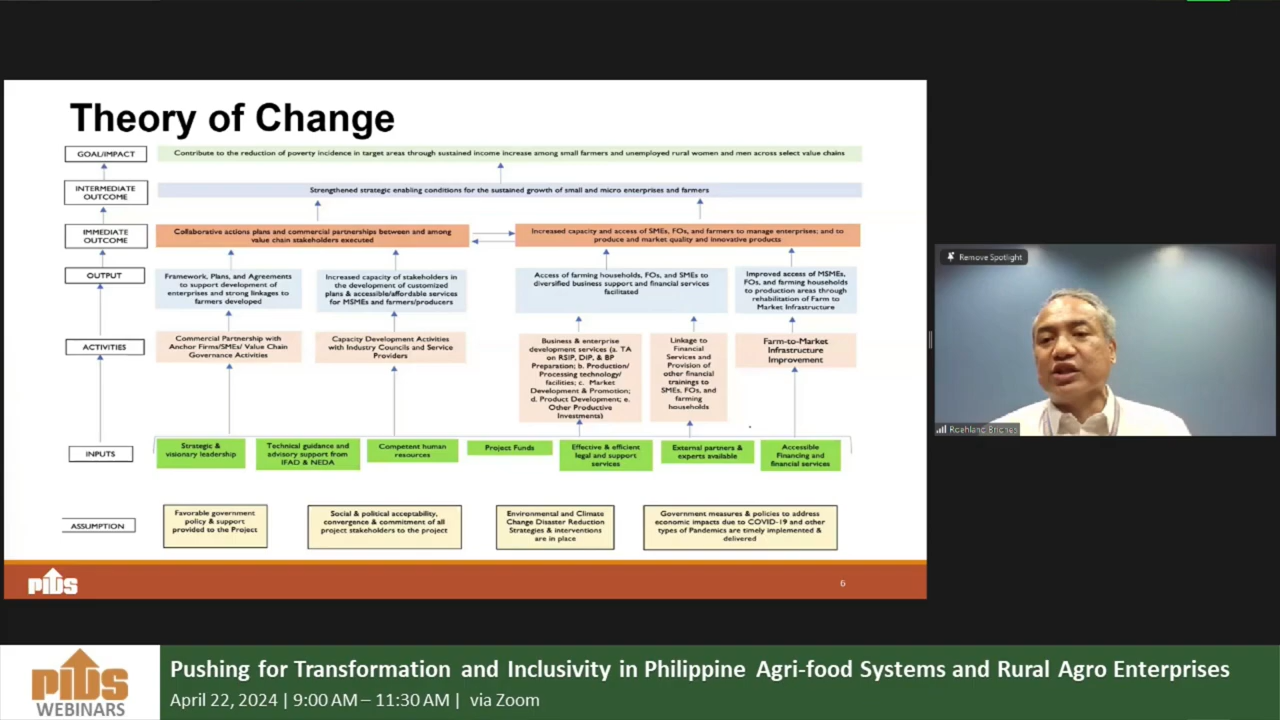 Theory of Change
GOAL/IMPACT
Contribute to the reduction of poverty incidence in target areas through sustained income increase among small farmers and unemployed rural women and men across select value chains
INTERMEDIATE
OUTCOME
Strengthened strategic enabling conditions for the sustained growth of small and micro enterprises and farmers
IMMEDIATE
OUTCOME
Collaborative actions plans and commercial partnerships between and among
value chain stakeholders executed
Increased capacity and access of SMEs, FOs, and farmers to manage enterprises; and to
produce and market quality and innovative products
OUTPUT
Framework, Plans, and Agreements
to support development of
enterprises and strong linkages to
farmers developed
Increased capacity of stakeholders in
the development of customized
plans & accessible/affordable services
for MSMEs and farmers/producers
Access of farming households, FOs, and SMEs to
diversified business support and financial services
facilitated
Improved access of MSMEs,
FOs, and farming households
to production areas through
rehabilitation of Farm to
Market Infrastructure
ACTIVITIES
Commercial Partnership with
Anchor Firms/SMEs/ Value Chain
Governance Activities
Capacity Development Activities
with Industry Councils and Service
Providers
Business & enterprise
development services (a. TA
on RSIP, DIP, & BP
Preparation; b. Production/
Processing technology/
facilities; c. Market
Development & Promotion;
d. Product Development; e.
Other Productive
Investments)
Linkage to
Financial
Services and
Provision of
other financial
trainings to
SMEs, FOs, and
farming
households
Farm-to-Market
Infrastructure
Improvement
INPUTS
Strategic &
visionary leadership
Technical guidance and
advisory support from
IFAD & NEDA
Competent human
resources
Project Funds
Effective & efficient
legal and support
services
External partners &
experts available
Accessible
Financing and
financial services
ASSUMPTION
Favorable government
policy & support
provided to the Project
Social & political acceptability,
convergence & commitment of all
project stakeholders to the project
Environmental and Climate
Change Disaster Reduction
Strategies & interventions
are in place
Government measures & policies to address
economic impacts due to COVID-19 and other
types of Pandemics are timely implemented &
delivered
pids
6
Remove Spotlight
Roehlano Briones
pids
WEBINARS
Pushing for Transformation and Inclusivity in Philippine Agri-food Systems and Rural Agro Enterprises
April 22, 2024 | 9:00 AM – 11:30 AM | via Zoom